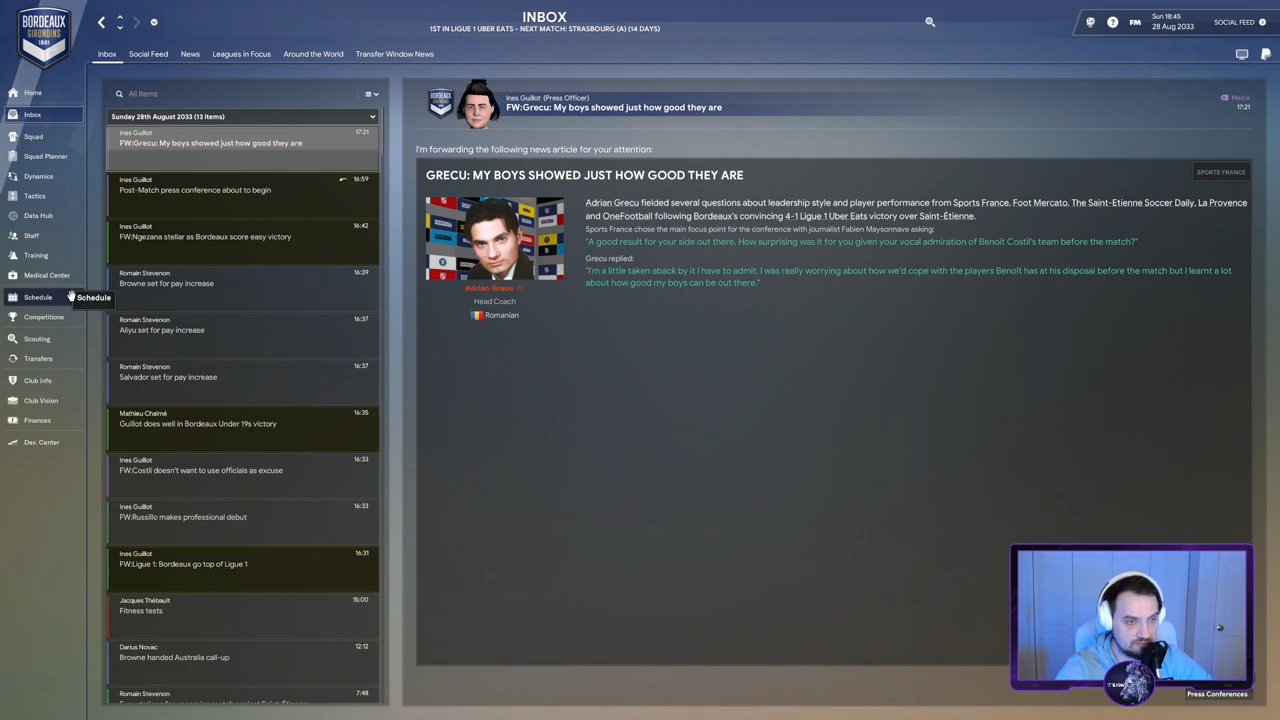 BORDEAUX
GIRONDINS
1881
INBOX
1ST IN LIGUE 1 UBER EATS - NEXT MATCH: STRASBOURG (A) (14 DAYS)
FM
Sun 18:45
28 Aug 2033
SOCIAL FEED
Inbox
Social Feed
News
Leagues in Focus
Around the World
Transfer Window News
Home
Inbox
Squad
Squad Planner
Dynamics
Tactics
Data Hub
Staff
Training
Medical Center
Schedule
Schedule
Competitions
Scouting
Transfers
Club Info
Club Vision
Finances
Dev. Center
All Items
Sunday 28th August 2033 (13 items)
Ines Guillot 17:21
FW:Grecu: My boys showed just how good they are
Ines Guillot 16:59
Post-Match press conference about to begin
Ines Guillot 16:42
FW:Ngezana stellar as Bordeaux score easy victory
Romain Stevenon 16:39
Browne set for pay increase
Romain Stevenon 16:37
Aliyu set for pay increase
Romain Stevenon 16:37
Salvador set for pay increase
Mathieu Chalmé 16:35
Guillot does well in Bordeaux Under 19s victory
Ines Guillot 16:33
FW:Costil doesn't want to use officials as excuse
Ines Guillot 16:33
FW:Russillo makes professional debut
Ines Guillot 16:31
FW:Ligue 1: Bordeaux go top of Ligue 1
Jacques Thébault 15:00
Fitness tests
Darius Novac 12:12
Browne handed Australia call-up
Romain Stevenon 7:48
Ines Guillot (Press Officer)
FW:Grecu: My boys showed just how good they are
Media
17:21
I'm forwarding the following news article for your attention:
GRECU: MY BOYS SHOWED JUST HOW GOOD THEY ARE
SPORTS FRANCE
Adrian Grecu
Head Coach
Romanian
Adrian Grecu fielded several questions about leadership style and player performance from Sports France, Foot Mercato, The Saint-Etienne Soccer Daily, La Provence
and OneFootball following Bordeaux's convincing 4-1 Ligue 1 Uber Eats victory over Saint-Étienne.
Sports France chose the main focus point for the conference with journalist Fabien Maysonnave asking:
"A good result for your side out there. How surprising was it for you given your vocal admiration of Benoît Costil's team before the match?"
Grecu replied:
"I'm a little taken aback by it I have to admit. I was really worrying about how we'd cope with the players Benoît has at his disposal before the match but I learnt a lot
about how good my boys can be out there."
Press Conferences